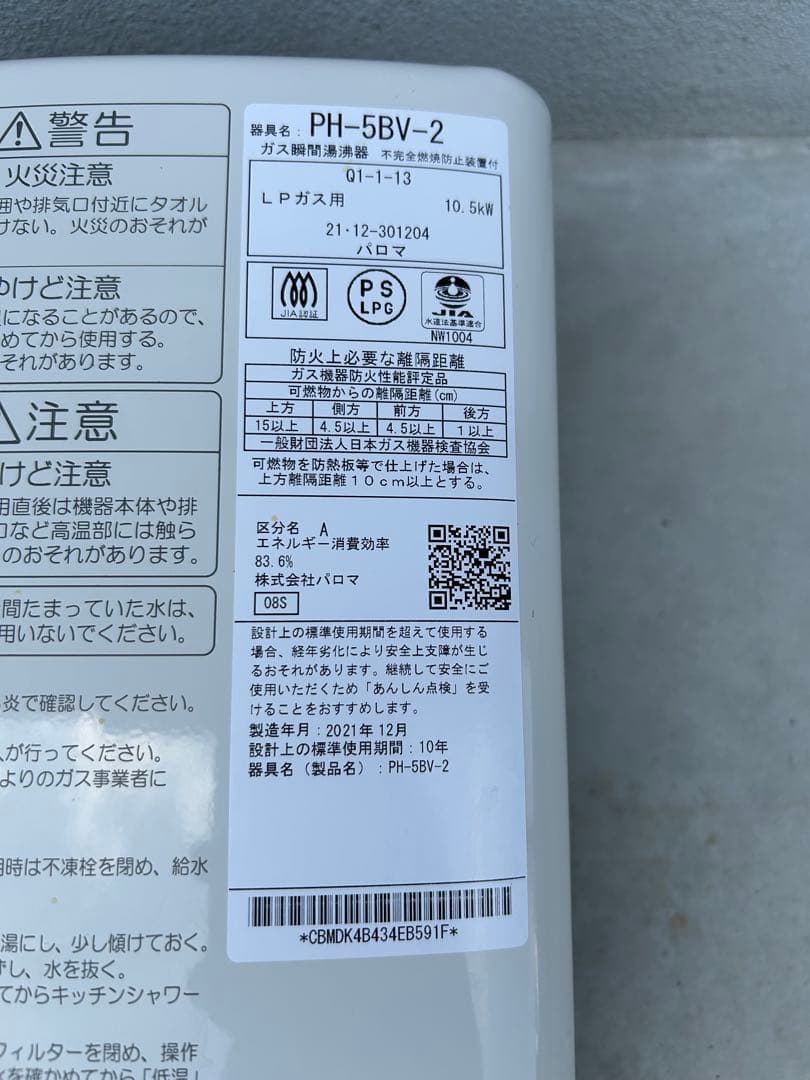 警告
火災注意
囲や排気口付近にタオル
けない。火災のおそれが
やけど注意
になることがあるので、
めてから使用する。
それがあります。
注意
けど注意
用直後は機器本体や排
口など高温部には触ら
のおそれがあります。
間たまっていた水は、
用いないでください。
炎で確認してください。
が行ってください。
よりのガス事業者に
用時は不凍栓を閉め、給水
湯にし、少し傾けておく。
ずし、水を抜く。
てからキッチンシャワー
フィルターを閉め、操作
を確かめてから「低温」
器具名: PH-5BV-2
ガス瞬間湯沸器 不完全燃焼防止装置付
Q1-1-13
LPガス用 10.5kW
21・12-301204
パロマ
JIA認証
PS
LPG
JIA
水道法基準適合
NW1004
防火上必要な離隔距離
ガス機器防火性能評定品
可燃物からの離隔距離(cm)
上方 側方 前方 後方
15以上 4.5以上 4.5以上 1以上
一般財団法人日本ガス機器検査協会
可燃物を防熱板等で仕上げた場合は、
上方離隔距離10cm以上とする。
区分名 A
エネルギー消費効率
83.6%
株式会社パロマ
08S
設計上の標準使用期間を超えて使用する
場合、経年劣化により安全上支障が生じ
るおそれがあります。継続して安全にご
使用いただくため「あんしん点検」を受
けることをおすすめします。
製造年月:2021年12月
設計上の標準使用期間:10年
器具名(製品名):PH-5BV-2
*CBMDK4B434EB591F*